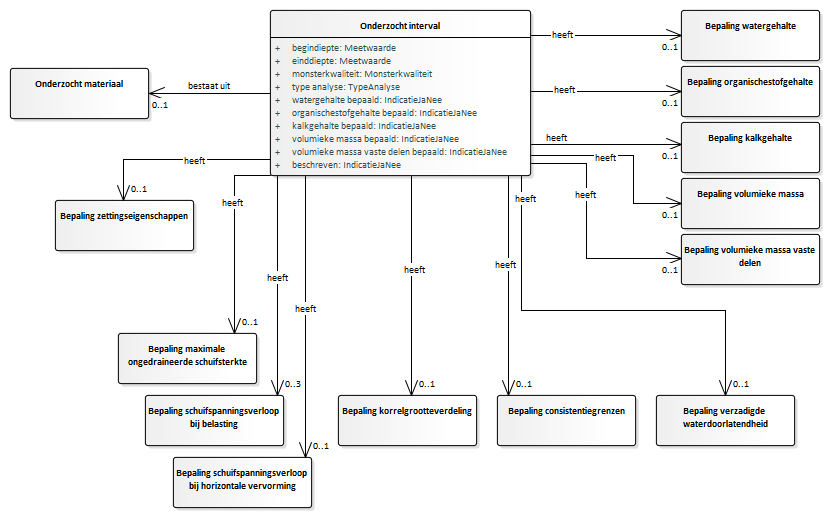 Onderzocht interval
+ begindiepte: Meetwaarde
+ einddiepte: Meetwaarde
+ monsterkwaliteit: Monsterkwaliteit
+ type analyse: TypeAnalyse
+ watergehalte bepaald: IndicatieJaNee
+ organischestofgehalte bepaald: IndicatieJaNee
+ kalkgehalte bepaald: IndicatieJaNee
+ volumieke massa bepaald: IndicatieJaNee
+ volumieke massa vaste delen bepaald: IndicatieJaNee
+ beschreven: IndicatieJaNee
heeft
0..1
Bepaling watergehalte
heeft
0..1
Bepaling organischestofgehalte
heeft
0..1
Bepaling kalkgehalte
heeft
0..1
Bepaling volumieke massa
heeft
0..1
Bepaling volumieke massa vaste
delen
bestaat uit
0..1
Onderzocht materiaal
heeft
0..1
Bepaling zettingseigenschappen
heeft
0..1
Bepaling maximale
ongedraineerde schuifsterkte
heeft
0..3
Bepaling schuifspanningsverloop
bij belasting
heeft
0..1
Bepaling schuifspanningsverloop
bij horizontale vervorming
heeft
0..1
Bepaling korrelgrootteverdeling
heeft
0..1
Bepaling consistentiegrenzen
heeft
0..1
Bepaling verzadigde
waterdoorlatendheid